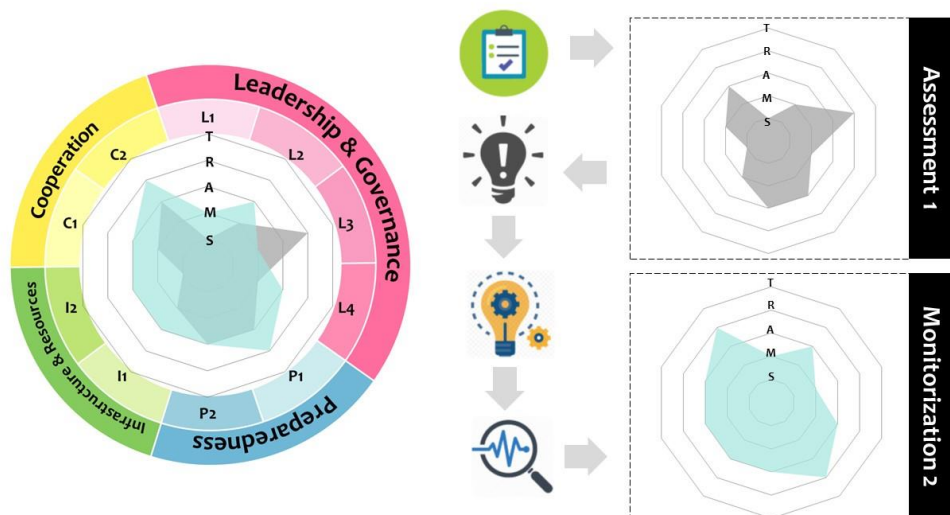 Leadership & Governance
Cooperation
Infrastructure & Resources
Preparedness
L1
L2
L3
L4
P1
P2
I1
I2
C1
C2
T
R
A
M
S
T
R
A
M
S
Assessment 1
T
R
A
M
S
Monitorization 2